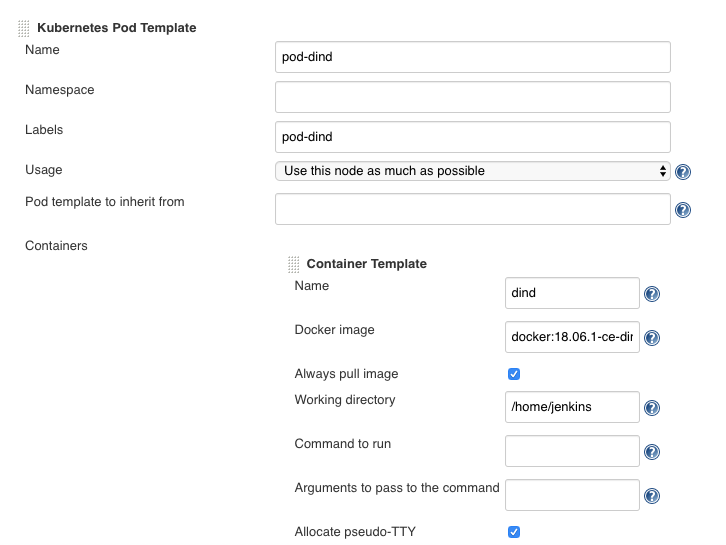 Kubernetes Pod Template
Name
pod-dind
Namespace
Labels
pod-dind
Usage
Use this node as much as possible
?
Pod template to inherit from
?
Containers
Container Template
Name
dind
?
Docker image
docker:18.06.1-ce-dir
?
Always pull image
Working directory
/home/jenkins
?
Command to run
?
Arguments to pass to the command
?
Allocate pseudo-TTY